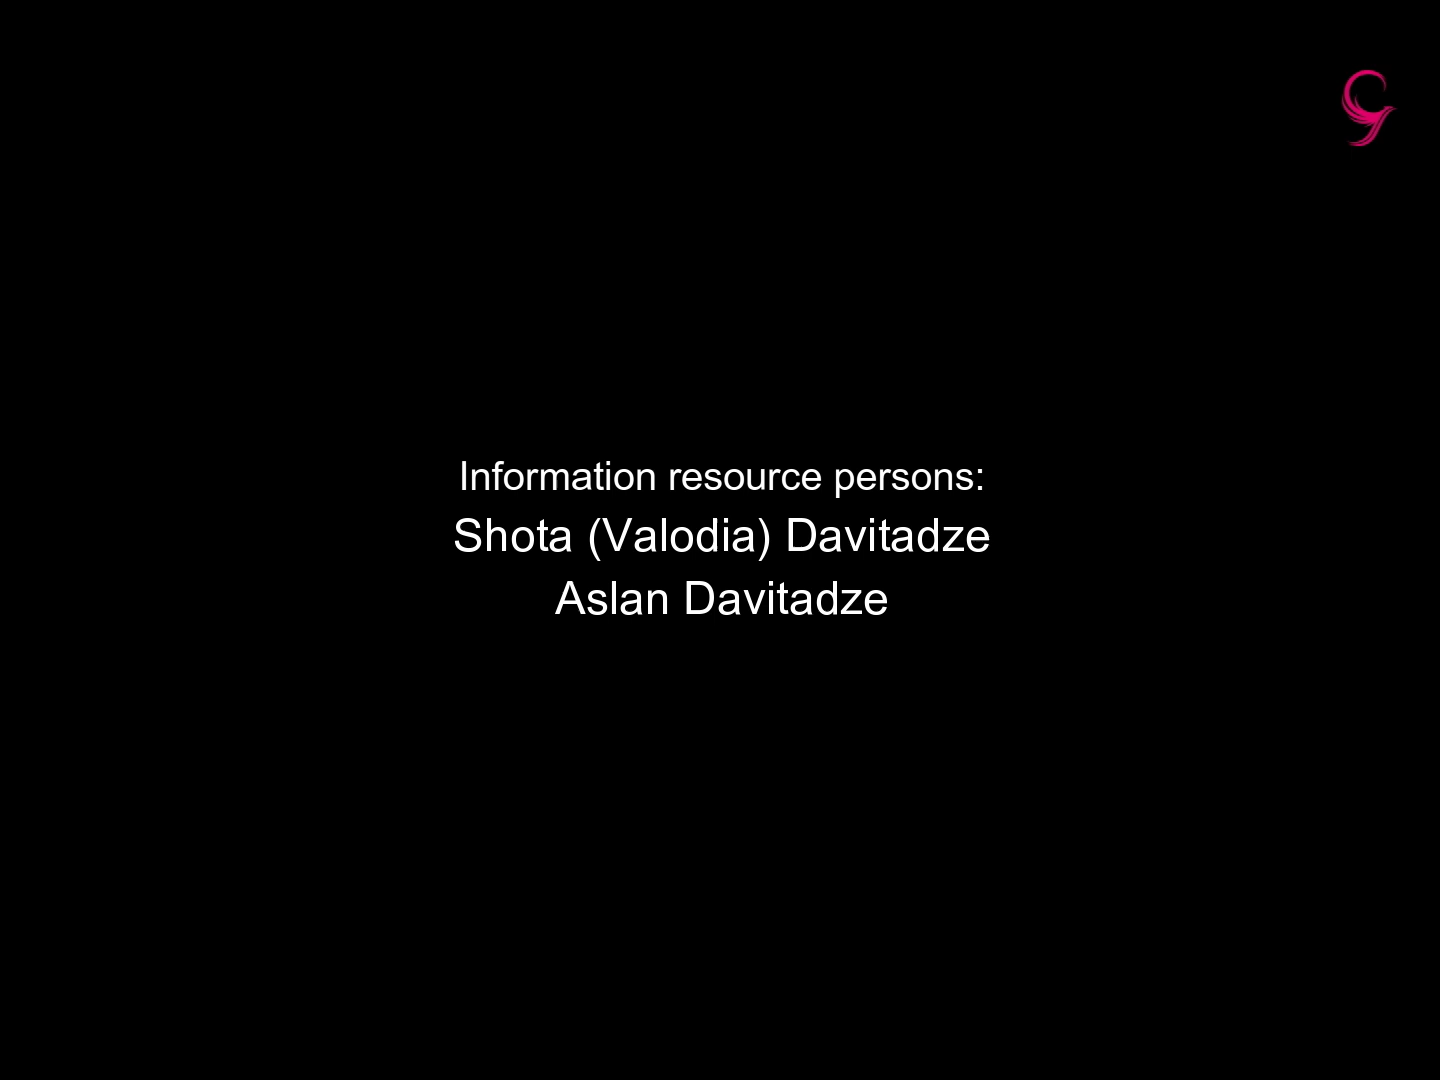 Information resource persons:
Shota (Valodia) Davitadze
Aslan Davitadze